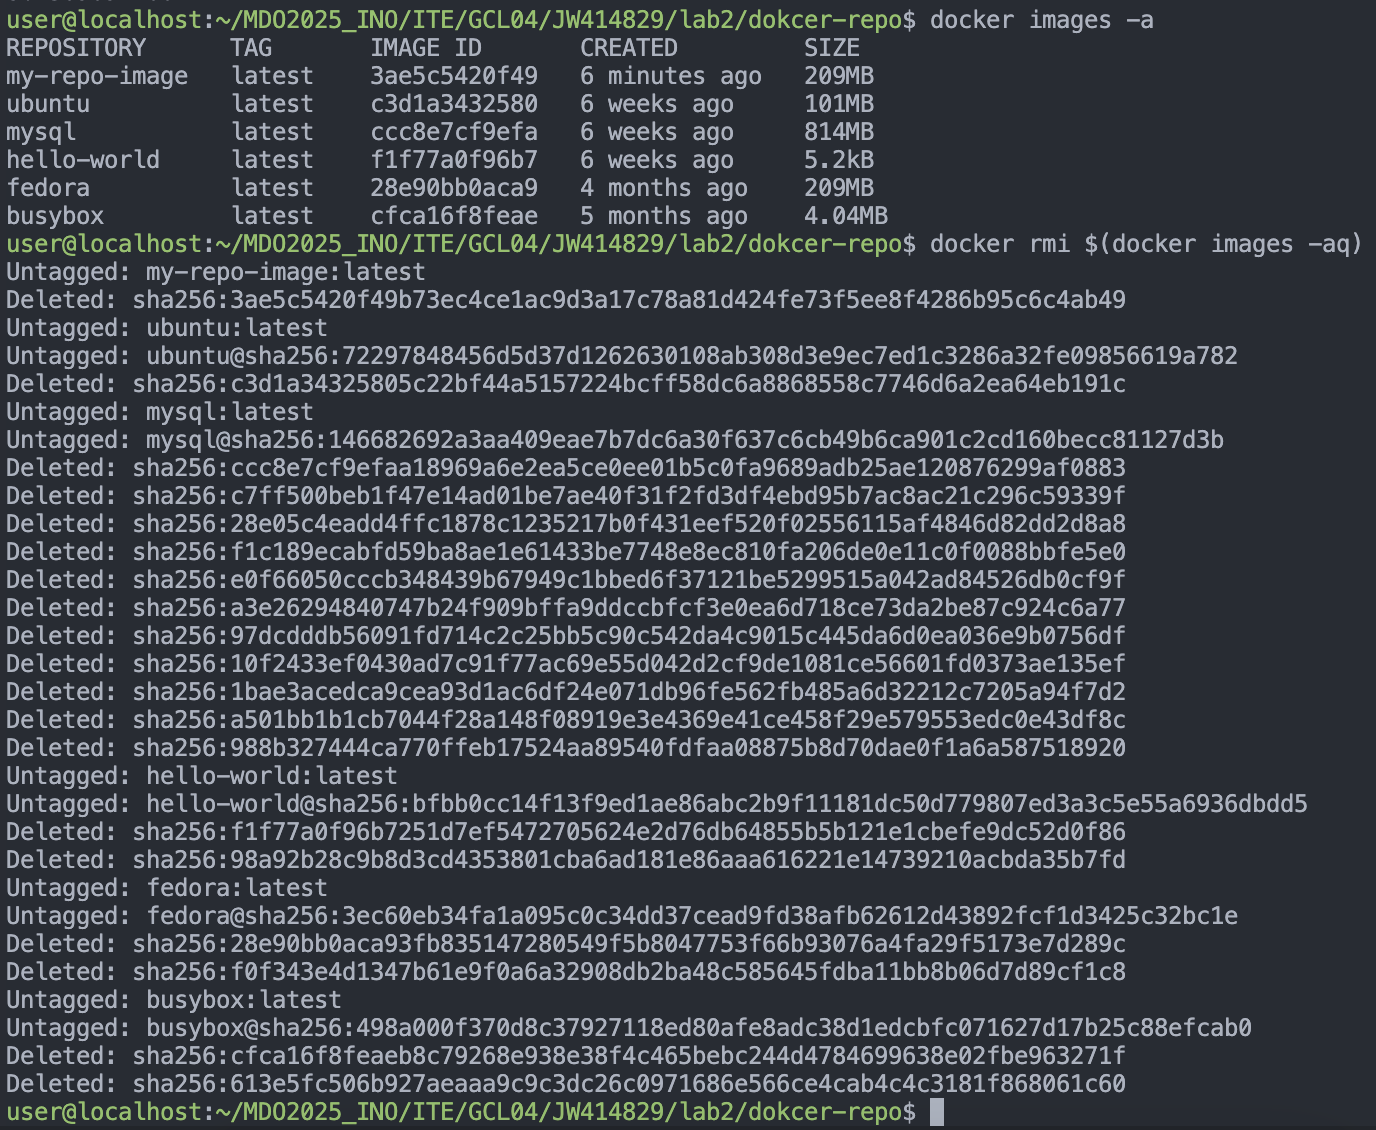 user@localhost:~/MDO2025_INO/ITE/GCL04/JW414829/lab2/dokcer-repo$ docker images -a
REPOSITORY      TAG       IMAGE ID       CREATED         SIZE
my-repo-image   latest    3ae5c5420f49   6 minutes ago   209MB
ubuntu          latest    c3d1a3432580   6 weeks ago     101MB
mysql           latest    ccc8e7cf9efa   6 weeks ago     814MB
hello-world     latest    f1f77a0f96b7   6 weeks ago     5.2kB
fedora          latest    28e90bb0aca9   4 months ago    209MB
busybox         latest    cfca16f8feae   5 months ago    4.04MB
user@localhost:~/MDO2025_INO/ITE/GCL04/JW414829/lab2/dokcer-repo$ docker rmi $(docker images -aq)
Untagged: my-repo-image:latest
Deleted: sha256:3ae5c5420f49b73ec4ce1ac9d3a17c78a81d424fe73f5ee8f4286b95c6c4ab49
Untagged: ubuntu:latest
Untagged: ubuntu@sha256:72297848456d5d37d1262630108ab308d3e9ec7ed1c3286a32fe09856619a782
Deleted: sha256:c3d1a34325805c22bf44a5157224bcff58dc6a8868558c7746d6a2ea64eb191c
Untagged: mysql:latest
Untagged: mysql@sha256:146682692a3aa409eae7b7dc6a30f637c6cb49b6ca901c2cd160becc81127d3b
Deleted: sha256:ccc8e7cf9efaa18969a6e2ea5ce0ee01b5c0fa9689adb25ae120876299af0883
Deleted: sha256:c7ff500beb1f47e14ad01be7ae40f31f2fd3df4ebd95b7ac8ac21c296c59339f
Deleted: sha256:28e05c4eadd4ffc1878c1235217b0f431eef520f02556115af4846d82dd2d8a8
Deleted: sha256:f1c189ecabfd59ba8ae1e61433be7748e8ec810fa206de0e11c0f0088bbfe5e0
Deleted: sha256:e0f66050cccb348439b67949c1bbed6f37121be5299515a042ad84526db0cf9f
Deleted: sha256:a3e26294840747b24f909bffa9ddccbfcf3e0ea6d718ce73da2be87c924c6a77
Deleted: sha256:97dcdddb56091fd714c2c25bb5c90c542da4c9015c445da6d0ea036e9b0756df
Deleted: sha256:10f2433ef0430ad7c91f77ac69e55d042d2cf9de1081ce56601fd0373ae135ef
Deleted: sha256:1bae3acedca9cea93d1ac6df24e071db96fe562fb485a6d32212c7205a94f7d2
Deleted: sha256:a501bb1b1cb7044f28a148f08919e3e4369e41ce458f29e579553edc0e43df8c
Deleted: sha256:988b327444ca770ffeb17524aa89540fdfaa08875b8d70dae0f1a6a587518920
Untagged: hello-world:latest
Untagged: hello-world@sha256:bfbb0cc14f13f9ed1ae86abc2b9f11181dc50d779807ed3a3c5e55a6936dbdd5
Deleted: sha256:f1f77a0f96b7251d7ef5472705624e2d76db64855b5b121e1cbefe9dc52d0f86
Deleted: sha256:98a92b28c9b8d3cd4353801cba6ad181e86aaa616221e14739210acbda35b7fd
Untagged: fedora:latest
Untagged: fedora@sha256:3ec60eb34fa1a095c0c34dd37cead9fd38afb62612d43892fcf1d3425c32bc1e
Deleted: sha256:28e90bb0aca93fb835147280549f5b8047753f66b93076a4fa29f5173e7d289c
Deleted: sha256:f0f343e4d1347b61e9f0a6a32908db2ba48c585645fdba11bb8b06d7d89cf1c8
Untagged: busybox:latest
Untagged: busybox@sha256:498a000f370d8c37927118ed80afe8adc38d1edcbfc071627d17b25c88efcab0
Deleted: sha256:cfca16f8feaeb8c79268e938e38f4c465bebc244d4784699638e02fbe963271f
Deleted: sha256:613e5fc506b927aeaaa9c9c3dc26c0971686e566ce4cab4c4c3181f868061c60
user@localhost:~/MDO2025_INO/ITE/GCL04/JW414829/lab2/dokcer-repo$